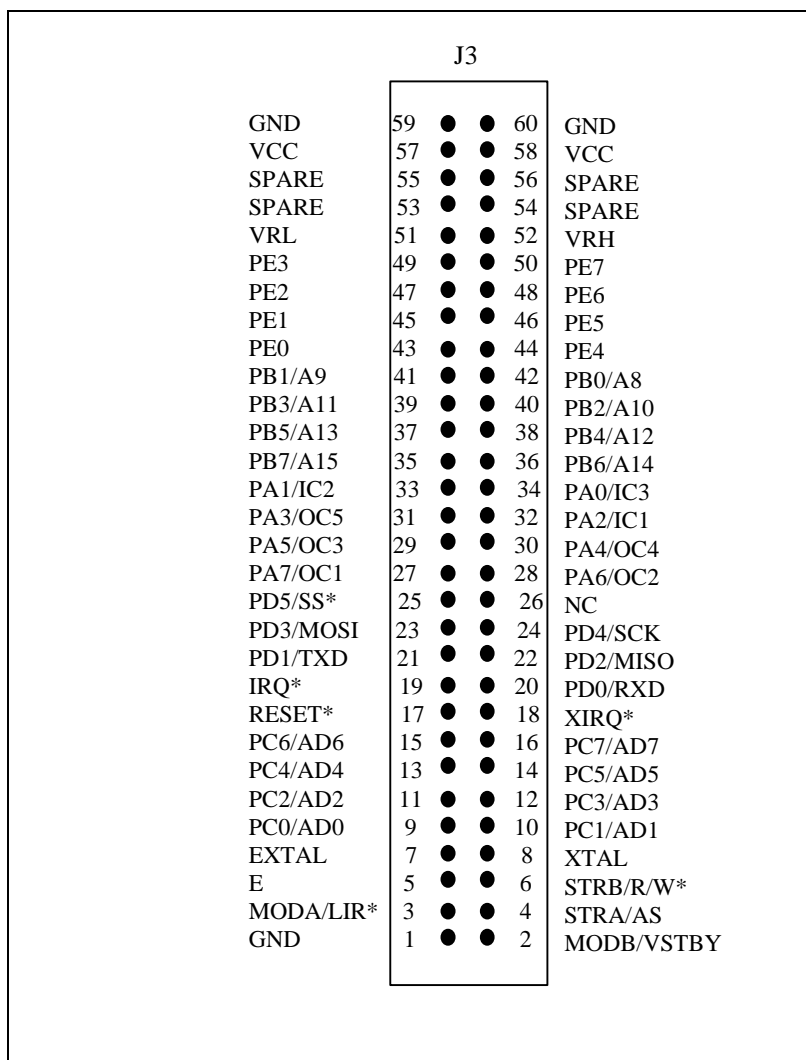 J3
GND 59 60 GND
VCC 57 58 VCC
SPARE 55 56 SPARE
SPARE 53 54 SPARE
VRL 51 52 VRH
PE3 49 50 PE7
PE2 47 48 PE6
PE1 45 46 PE5
PE0 43 44 PE4
PB1/A9 41 42 PB0/A8
PB3/A11 39 40 PB2/A10
PB5/A13 37 38 PB4/A12
PB7/A15 35 36 PB6/A14
PA1/IC2 33 34 PA0/IC3
PA3/OC5 31 32 PA2/IC1
PA5/OC3 29 30 PA4/OC4
PA7/OC1 27 28 PA6/OC2
PD5/SS* 25 26 NC
PD3/MOSI 23 24 PD4/SCK
PD1/TXD 21 22 PD2/MISO
IRQ* 19 20 PD0/RXD
RESET* 17 18 XIRQ*
PC6/AD6 15 16 PC7/AD7
PC4/AD4 13 14 PC5/AD5
PC2/AD2 11 12 PC3/AD3
PC0/AD0 9 10 PC1/AD1
EXTAL 7 8 XTAL
E 5 6 STRB/R/W*
MODA/LIR* 3 4 STRA/AS
GND 1 2 MODB/VSTBY